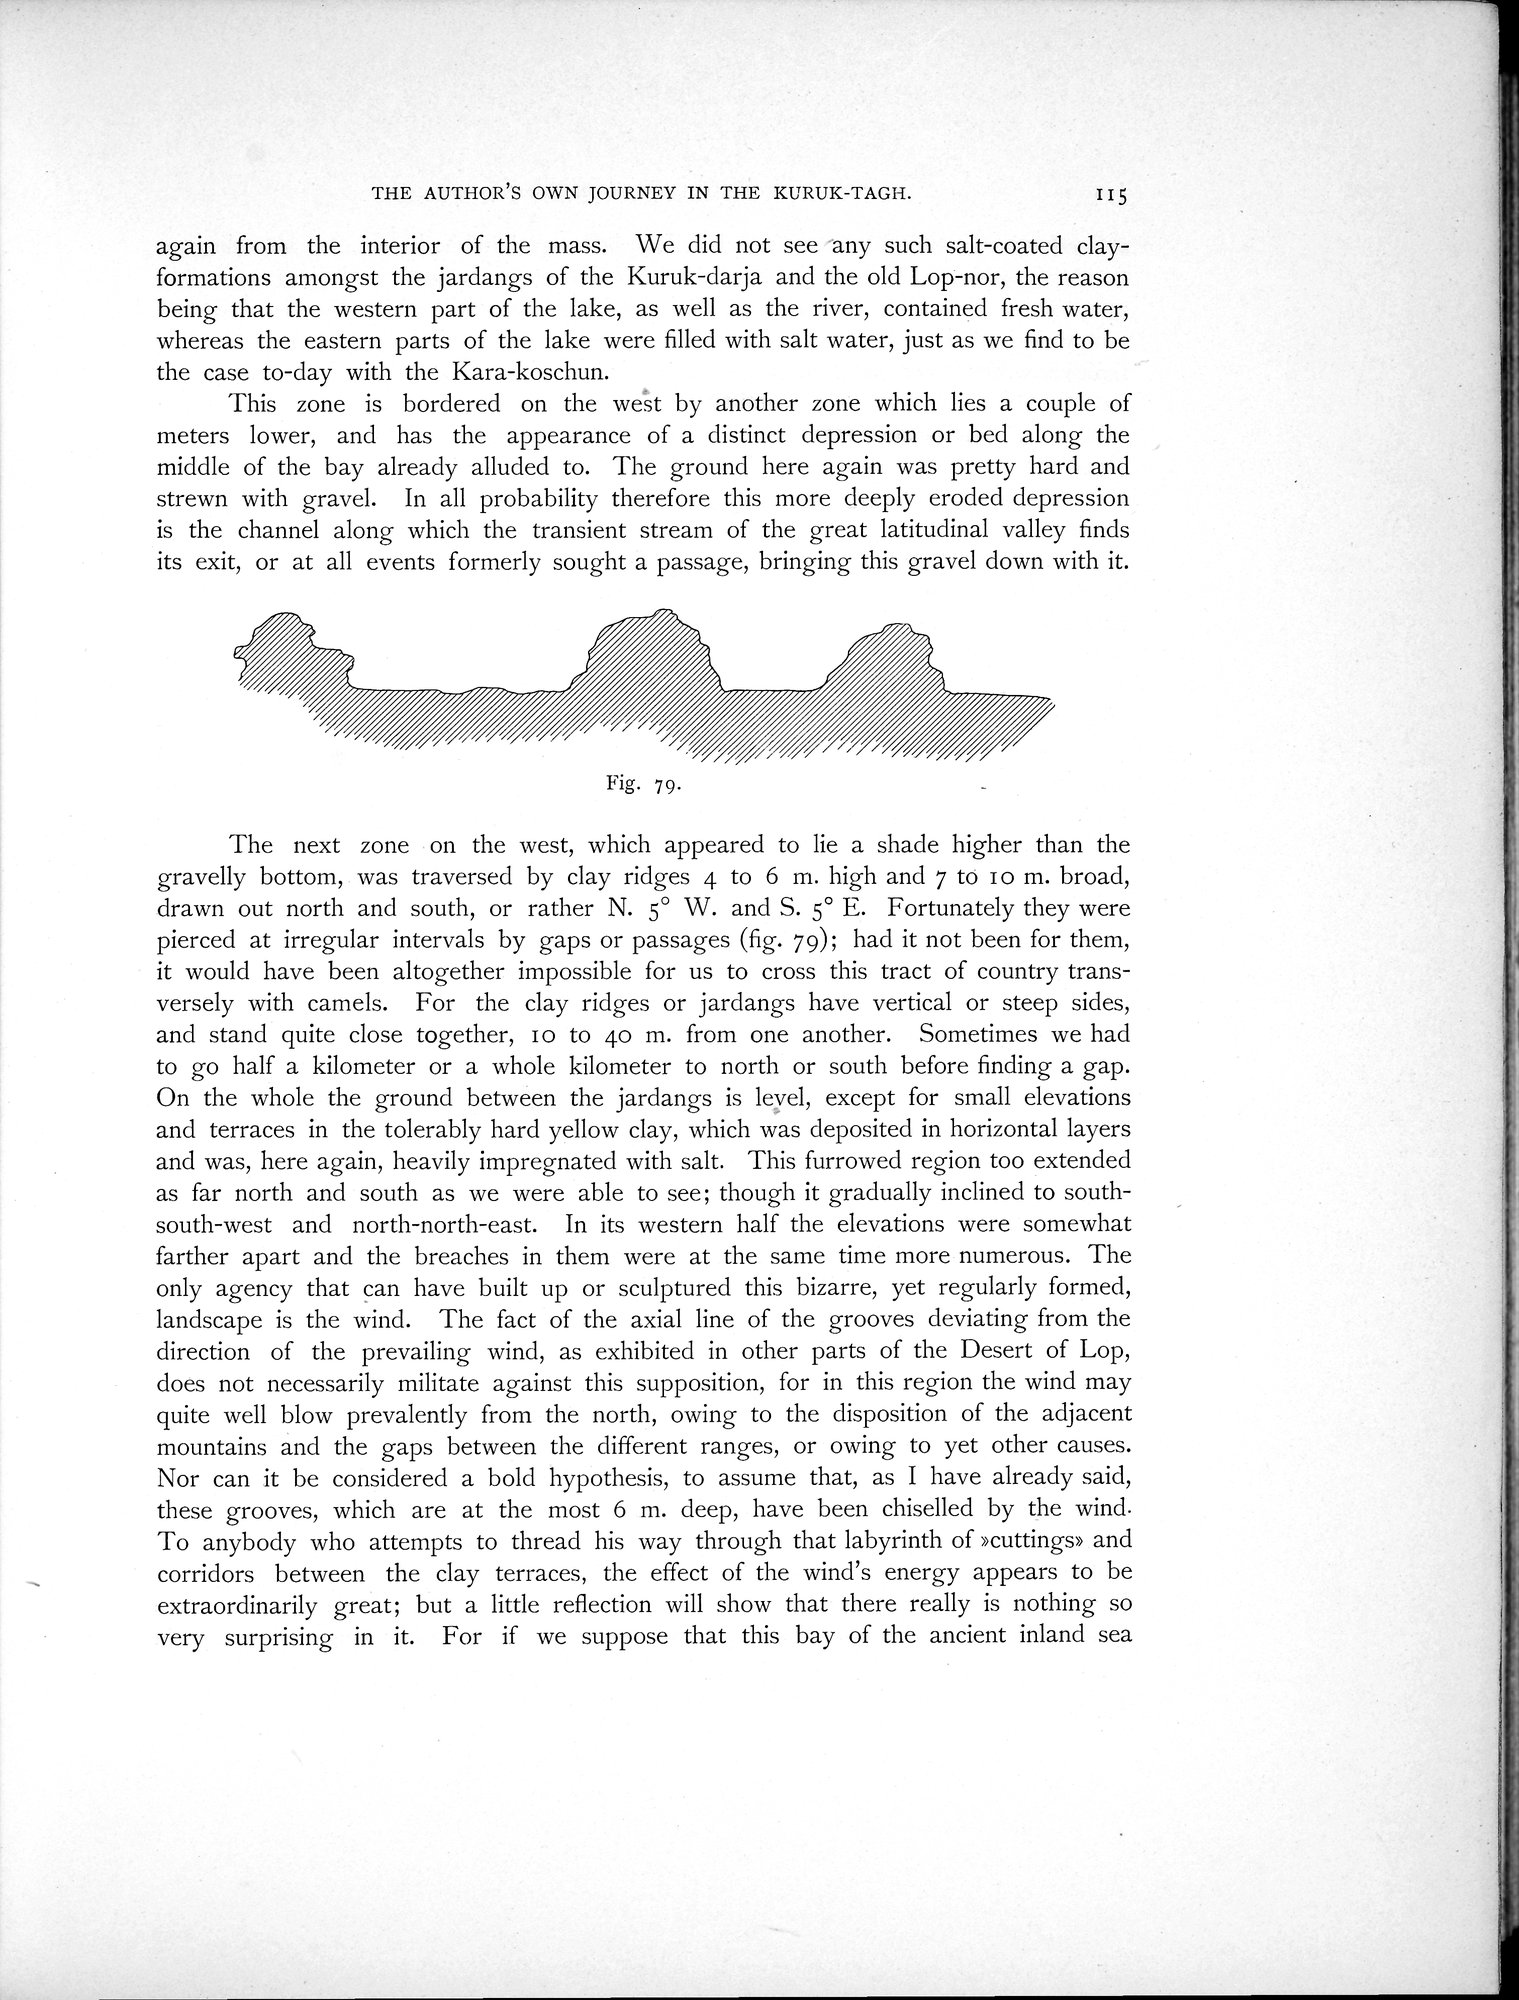 THE AUTHOR'S OWN JOURNEY IN THE KURUK-TAGH. 115
again from the interior of the mass. We did not see any such salt-coated clay-
formations amongst the jardangs of the Kuruk-darja and the old Lop-nor, the reason
being that the western part of the lake, as well as the river, contained fresh water,
whereas the eastern parts of the lake were filled with salt water, just as we find to be
the case to-day with the Kara-koschun.
This zone is bordered on the west by another zone which lies a couple of
meters lower, and has the appearance of a distinct depression or bed along the
middle of the bay already alluded to. The ground here again was pretty hard and
strewn with gravel. In all probability therefore this more deeply eroded depression
is the channel along which the transient stream of the great latitudinal valley finds
its exit, or at all events formerly sought a passage, bringing this gravel down with it.
Fig. 79.
The next zone on the west, which appeared to lie a shade higher than the
gravelly bottom, was traversed by clay ridges 4 to 6 m. high and 7 to 10 m. broad,
drawn out north and south, or rather N. 5° W. and S. 5° E. Fortunately they were
pierced at irregular intervals by gaps or passages (fig. 79); had it not been for them,
it would have been altogether impossible for us to cross this tract of country trans-
versely with camels. For the clay ridges or jardangs have vertical or steep sides,
and stand quite close together, 10 to 40 m. from one another. Sometimes we had
to go half a kilometer or a whole kilometer to north or south before finding a gap.
On the whole the ground between the jardangs is level, except for small elevations
and terraces in the tolerably hard yellow clay, which was deposited in horizontal layers
and was, here again, heavily impregnated with salt. This furrowed region too extended
as far north and south as we were able to see; though it gradually inclined to south-
south-west and north-north-east. In its western half the elevations were somewhat
farther apart and the breaches in them were at the same time more numerous. The
only agency that can have built up or sculptured this bizarre, yet regularly formed,
landscape is the wind. The fact of the axial line of the grooves deviating from the
direction of the prevailing wind, as exhibited in other parts of the Desert of Lop,
does not necessarily militate against this supposition, for in this region the wind may
quite well blow prevalently from the north, owing to the disposition of the adjacent
mountains and the gaps between the different ranges, or owing to yet other causes.
Nor can it be considered a bold hypothesis, to assume that, as I have already said,
these grooves, which are at the most 6 m. deep, have been chiselled by the wind.
To anybody who attempts to thread his way through that labyrinth of »cuttings» and
corridors between the clay terraces, the effect of the wind's energy appears to be
extraordinarily great; but a little reflection will show that there really is nothing so
very surprising in it. For if we suppose that this bay of the ancient inland sea